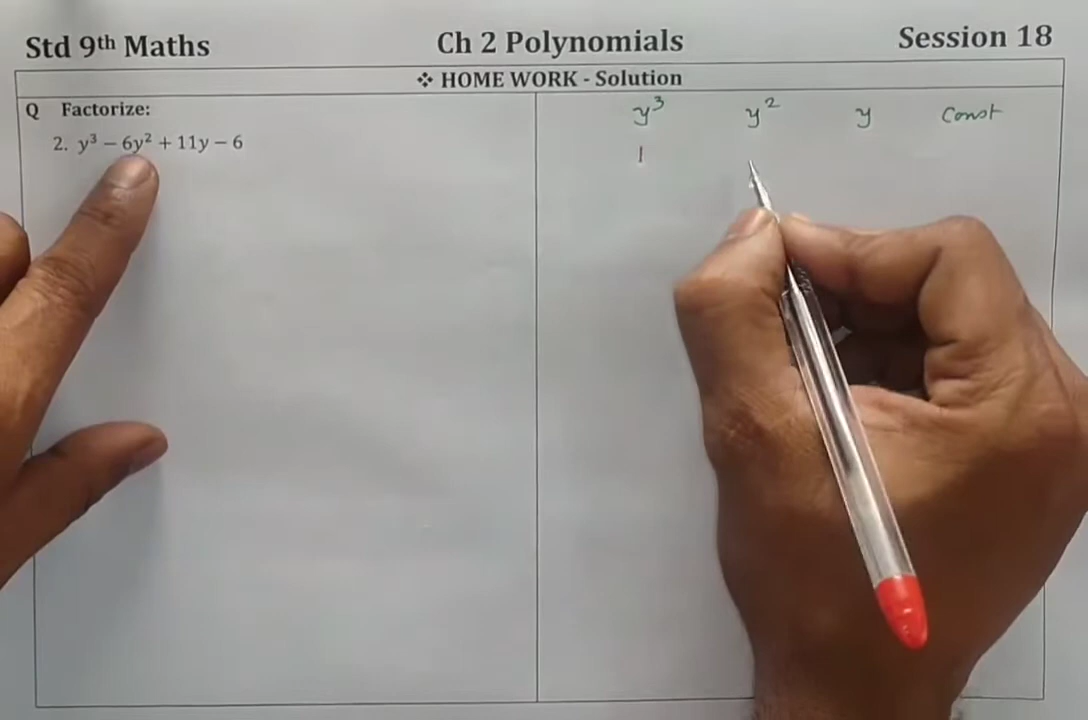 Std 9th Maths Ch 2 Polynomials Session 18
❖ HOME WORK - Solution
Q Factorize:
2. y³ – 6y² + 11y – 6
y³ y² y Const
1